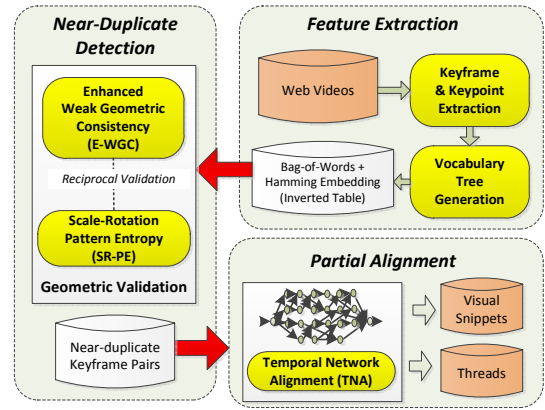 Near-Duplicate
Detection
Enhanced
Weak Geometric
Consistency
(E-WGC)
Reciprocal Validation
Scale-Rotation
Pattern Entropy
(SR-PE)
Geometric Validation
Near-duplicate
Keyframe Pairs
Feature Extraction
Web Videos
Keyframe
& Keypoint
Extraction
Bag-of-Words +
Hamming Embedding
(Inverted Table)
Vocabulary
Tree
Generation
Partial Alignment
Temporal Network
Alignment (TNA)
Visual
Snippets
Threads